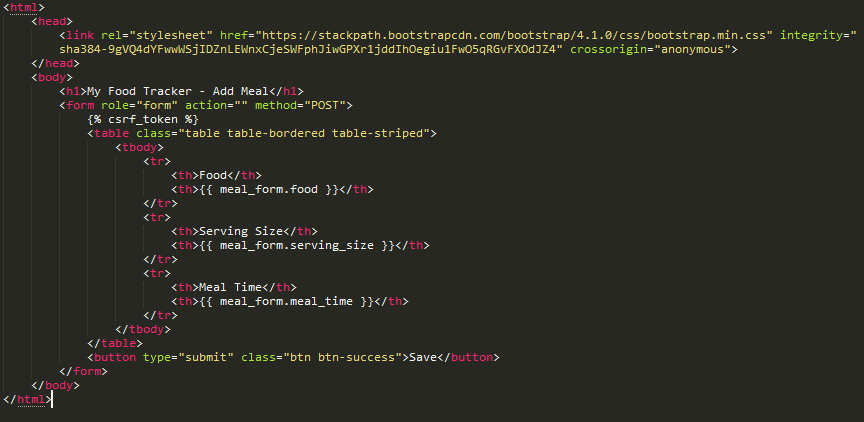 <html>
    <head>
        <link rel="stylesheet" href="https://stackpath.bootstrapcdn.com/bootstrap/4.1.0/css/bootstrap.min.css" integrity="
        sha384-9gVQ4dYFwwWSjIDZnLEWnxCjeSWFphJiwGPXr1jddIhOegiu1FwO5qRGvFXOdJZ4" crossorigin="anonymous">
    </head>
    <body>
        <h1>My Food Tracker - Add Meal</h1>
        <form role="form" action="" method="POST">
            {% csrf_token %}
            <table class="table table-bordered table-striped">
                <tbody>
                    <tr>
                        <th>Food</th>
                        <th>{{ meal_form.food }}</th>
                    </tr>
                    <tr>
                        <th>Serving Size</th>
                        <th>{{ meal_form.serving_size }}</th>
                    </tr>
                    <tr>
                        <th>Meal Time</th>
                        <th>{{ meal_form.meal_time }}</th>
                    </tr>
                </tbody>
            </table>
            <button type="submit" class="btn btn-success">Save</button>
        </form>
    </body>
</html>